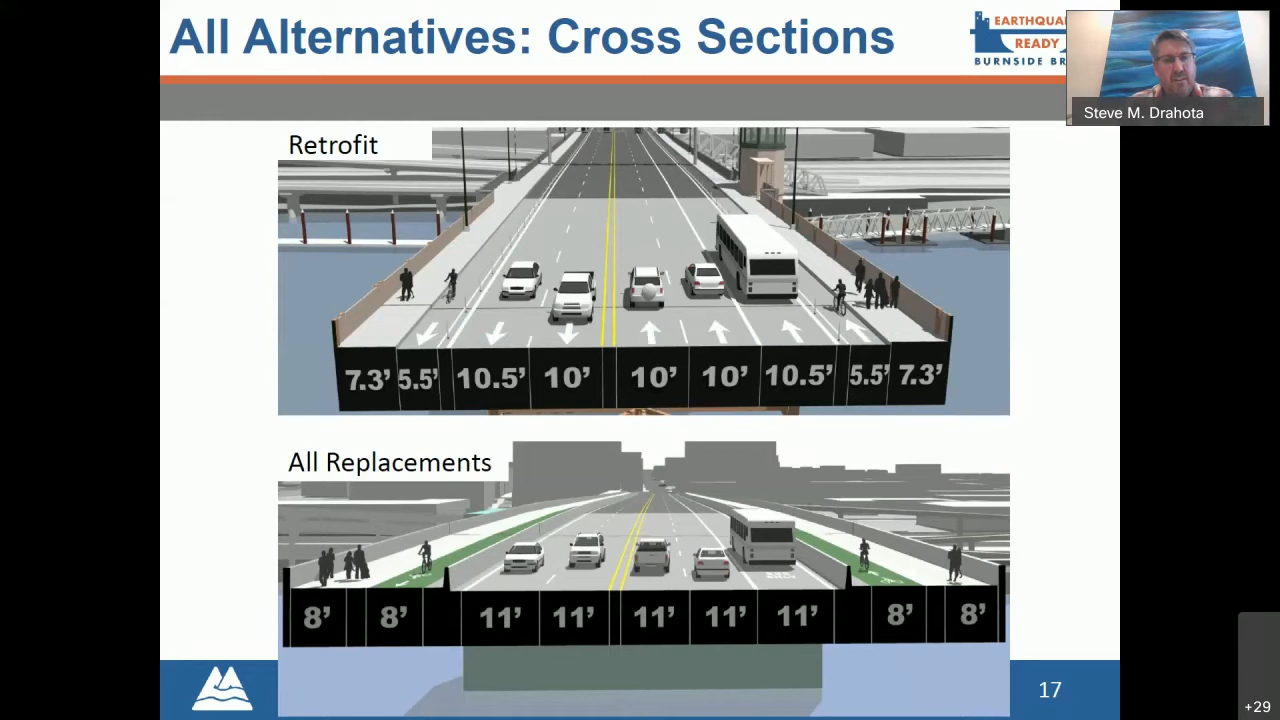 All Alternatives: Cross Sections
EARTHQUA
READY
BURNSIDE BR
Steve M. Drahota
Retrofit
7.3’ 5.5’ 10.5’ 10’ 10’ 10’ 10.5’ 5.5’ 7.3’
All Replacements
8’ 8’ 11’ 11’ 11’ 11’ 11’ 8’ 8’
17
+29